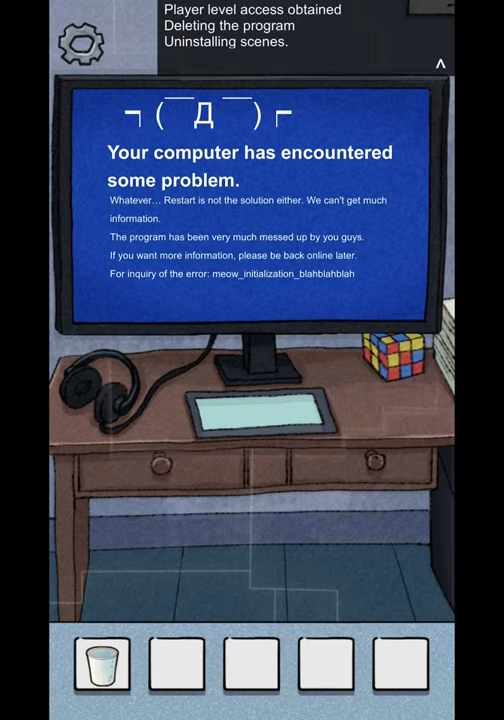 Player level access obtained
Deleting the program
Uninstalling scenes.
^
¬ (￣Д￣) ┌
Your computer has encountered
some problem.
Whatever... Restart is not the solution either. We can't get much
information.
The program has been very much messed up by you guys.
If you want more information, please be back online later.
For inquiry of the error: meow_initialization_blahblahblah